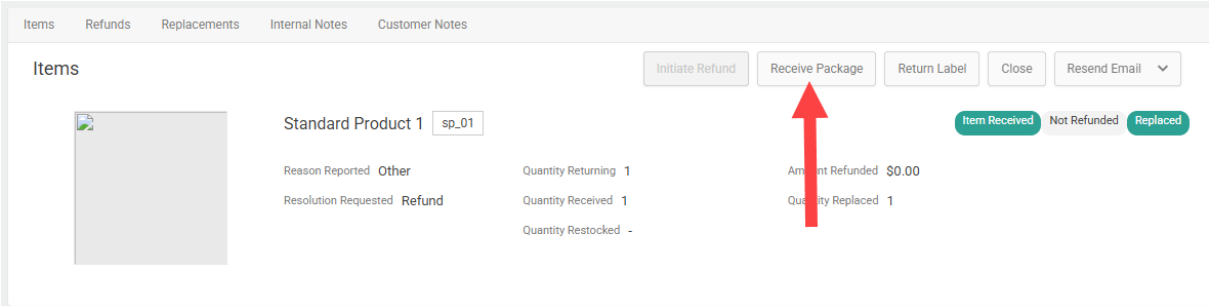 Items Refunds Replacements Internal Notes Customer Notes
Items Initiate Refund Receive Package Return Label Close Resend Email
Standard Product 1 sp_01 Item Received Not Refunded Replaced
Reason Reported Other Quantity Returning 1 Amount Refunded $0.00
Resolution Requested Refund Quantity Received 1 Quantity Replaced 1
Quantity Restocked -